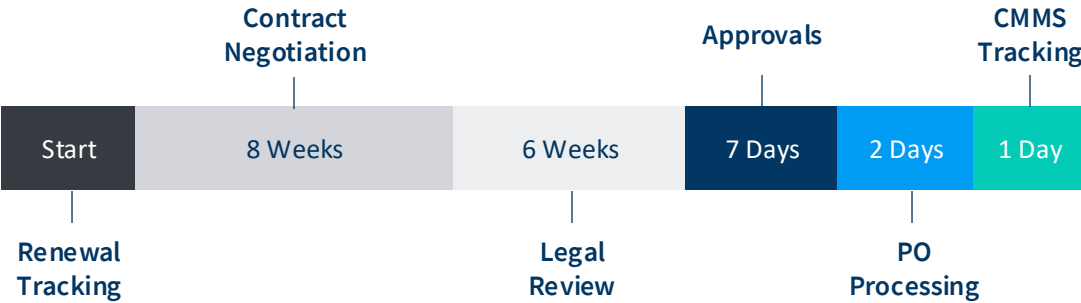 Contract
Negotiation
Approvals
CMMS
Tracking
Start
8 Weeks
6 Weeks
7 Days
2 Days
1 Day
Renewal
Tracking
Legal
Review
PO
Processing